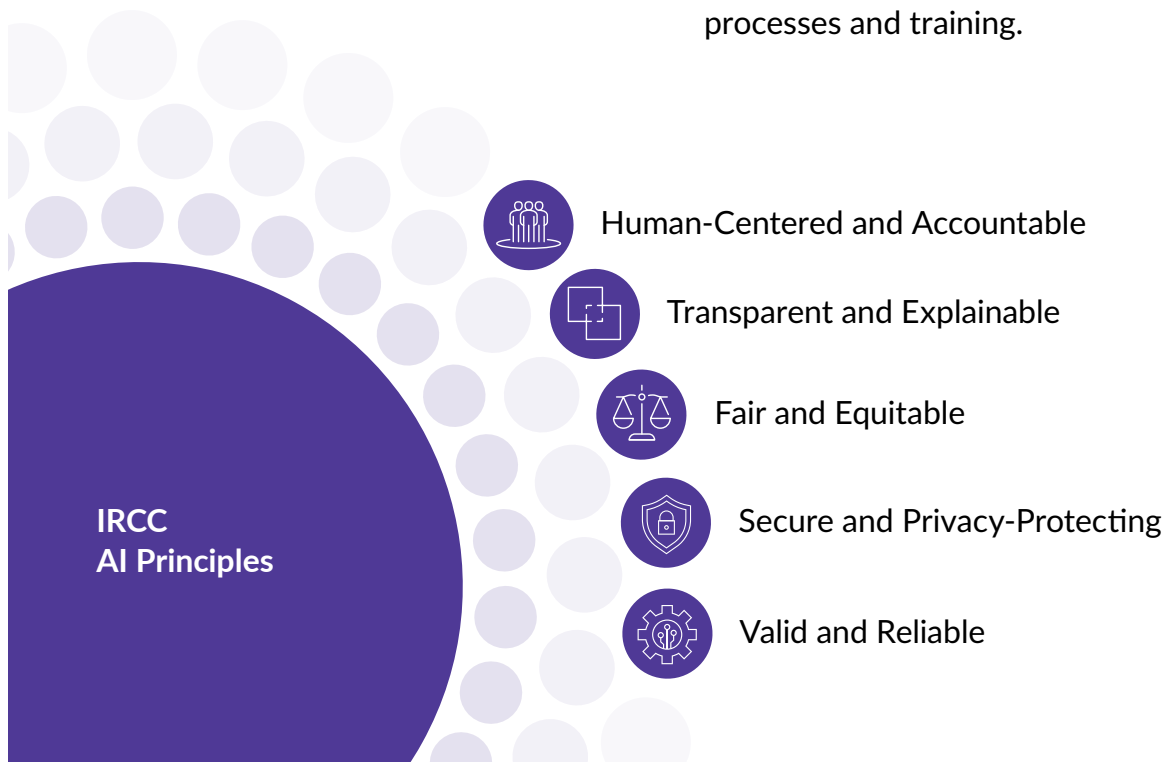 processes and training.
Human-Centered and Accountable
Transparent and Explainable
Fair and Equitable
Secure and Privacy-Protecting
Valid and Reliable
IRCC
AI Principles